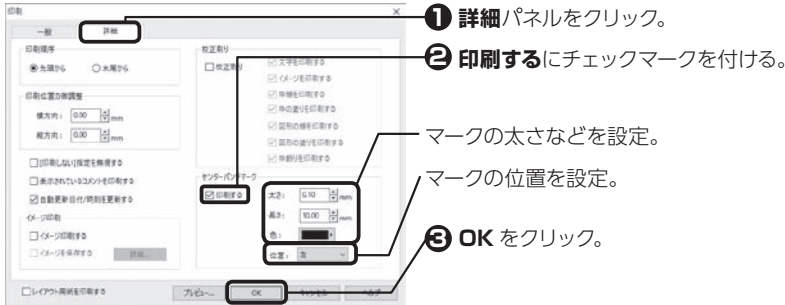 印刷
一般 詳細
印刷順序
先頭から 末尾から
印刷位置の微調整
横方向: 0.00 mm
縦方向: 0.00 mm
[印刷しない]指定を無視する
表示されているコメントを印刷する
自動更新日付/時刻を更新する
イメージ印刷
イメージ印刷する
イメージを保存する 詳細...
レイアウト用紙を印刷する
校正刷り
校正刷り
文字を印刷する
イメージを印刷する
枠線を印刷する
枠の塗りを印刷する
図形の線を印刷する
図形の塗りを印刷する
枠飾りを印刷する
センターパンチマーク
印刷する
太さ: 0.10 mm
長さ: 10.00 mm
色:
位置: 左
プレビュー... OK キャンセル ヘルプ
❶ 詳細パネルをクリック。
❷ 印刷するにチェックマークを付ける。
マークの太さなどを設定。
マークの位置を設定。
❸ OK をクリック。